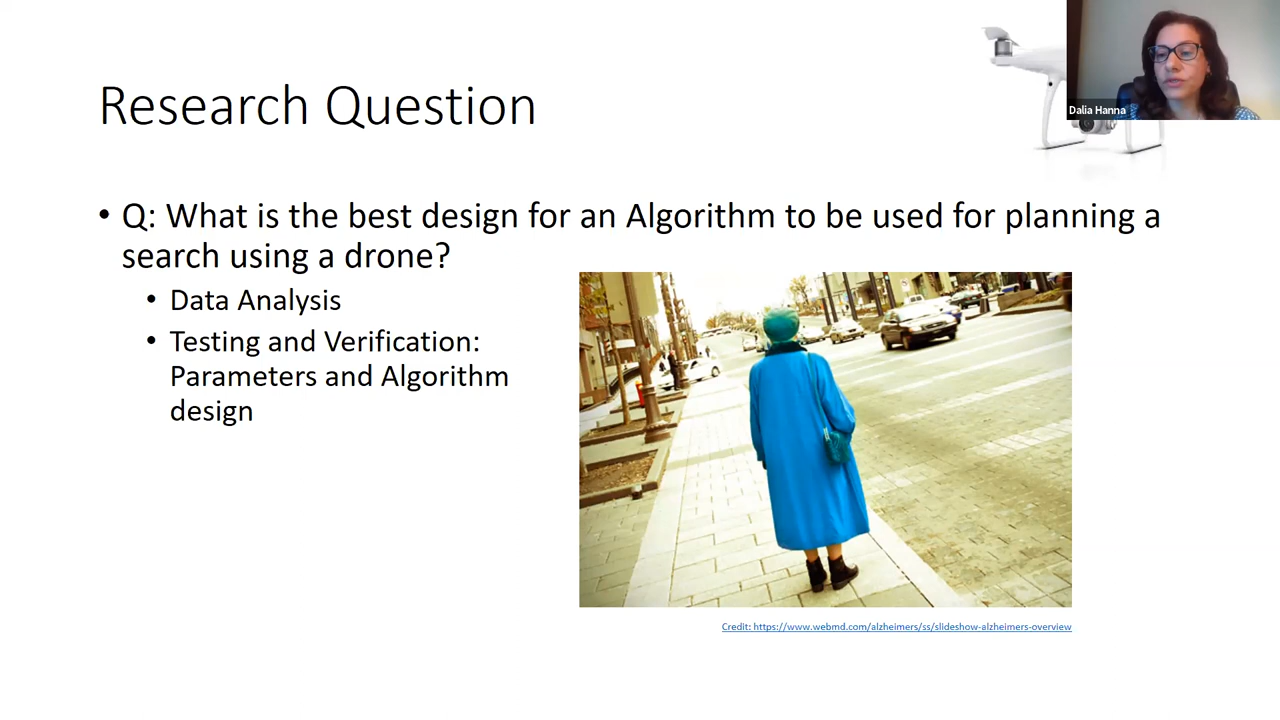 Dalia Hanna
Research Question
• Q: What is the best design for an Algorithm to be used for planning a
search using a drone?
• Data Analysis
• Testing and Verification:
Parameters and Algorithm
design
Credit: https://www.webmd.com/alzheimers/ss/slideshow-alzheimers-overview